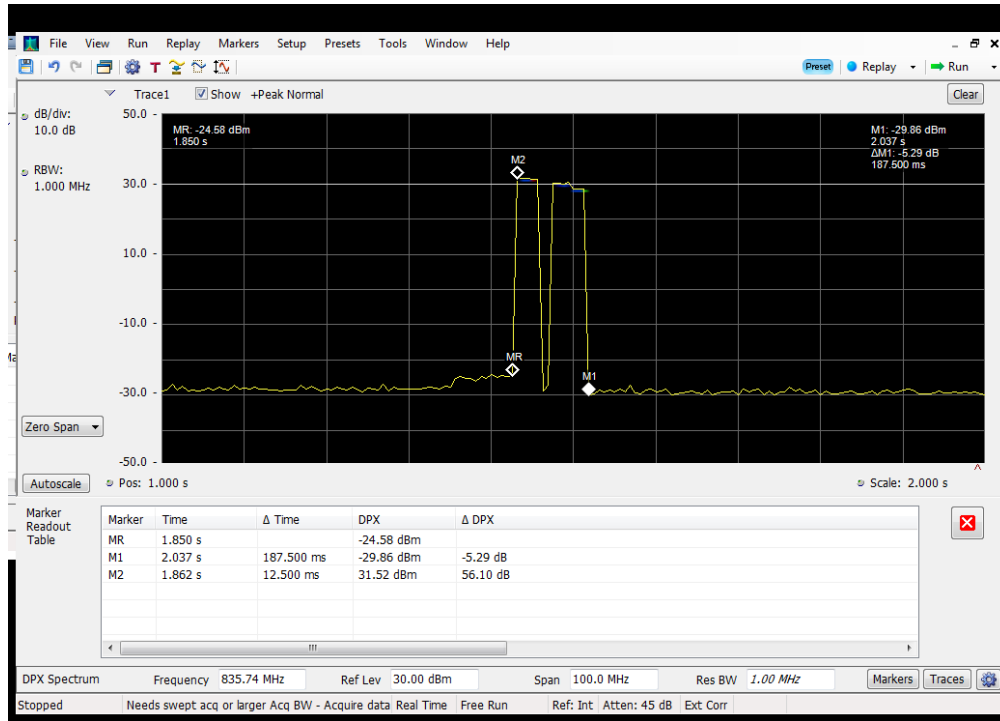 File View Run Replay Markers Setup Presets Tools Window Help
T Preset Replay Run
Trace1 Show +Peak Normal Clear
dB/div:
10.0 dB
RBW:
1.000 MHz
50.0
30.0
10.0
-10.0
-30.0
-50.0
MR: -24.58 dBm
1.850 s
M1: -29.86 dBm
2.037 s
ΔM1: -5.29 dB
187.500 ms
M2
MR
M1
Zero Span
Autoscale Pos: 1.000 s Scale: 2.000 s
Marker
Readout
Table
Marker Time Δ Time DPX Δ DPX
MR 1.850 s -24.58 dBm
M1 2.037 s 187.500 ms -29.86 dBm -5.29 dB
M2 1.862 s 12.500 ms 31.52 dBm 56.10 dB
DPX Spectrum Frequency 835.74 MHz Ref Lev 30.00 dBm Span 100.0 MHz Res BW 1.00 MHz Markers Traces
Stopped Needs swept acq or larger Acq BW - Acquire data Real Time Free Run Ref: Int Atten: 45 dB Ext Corr